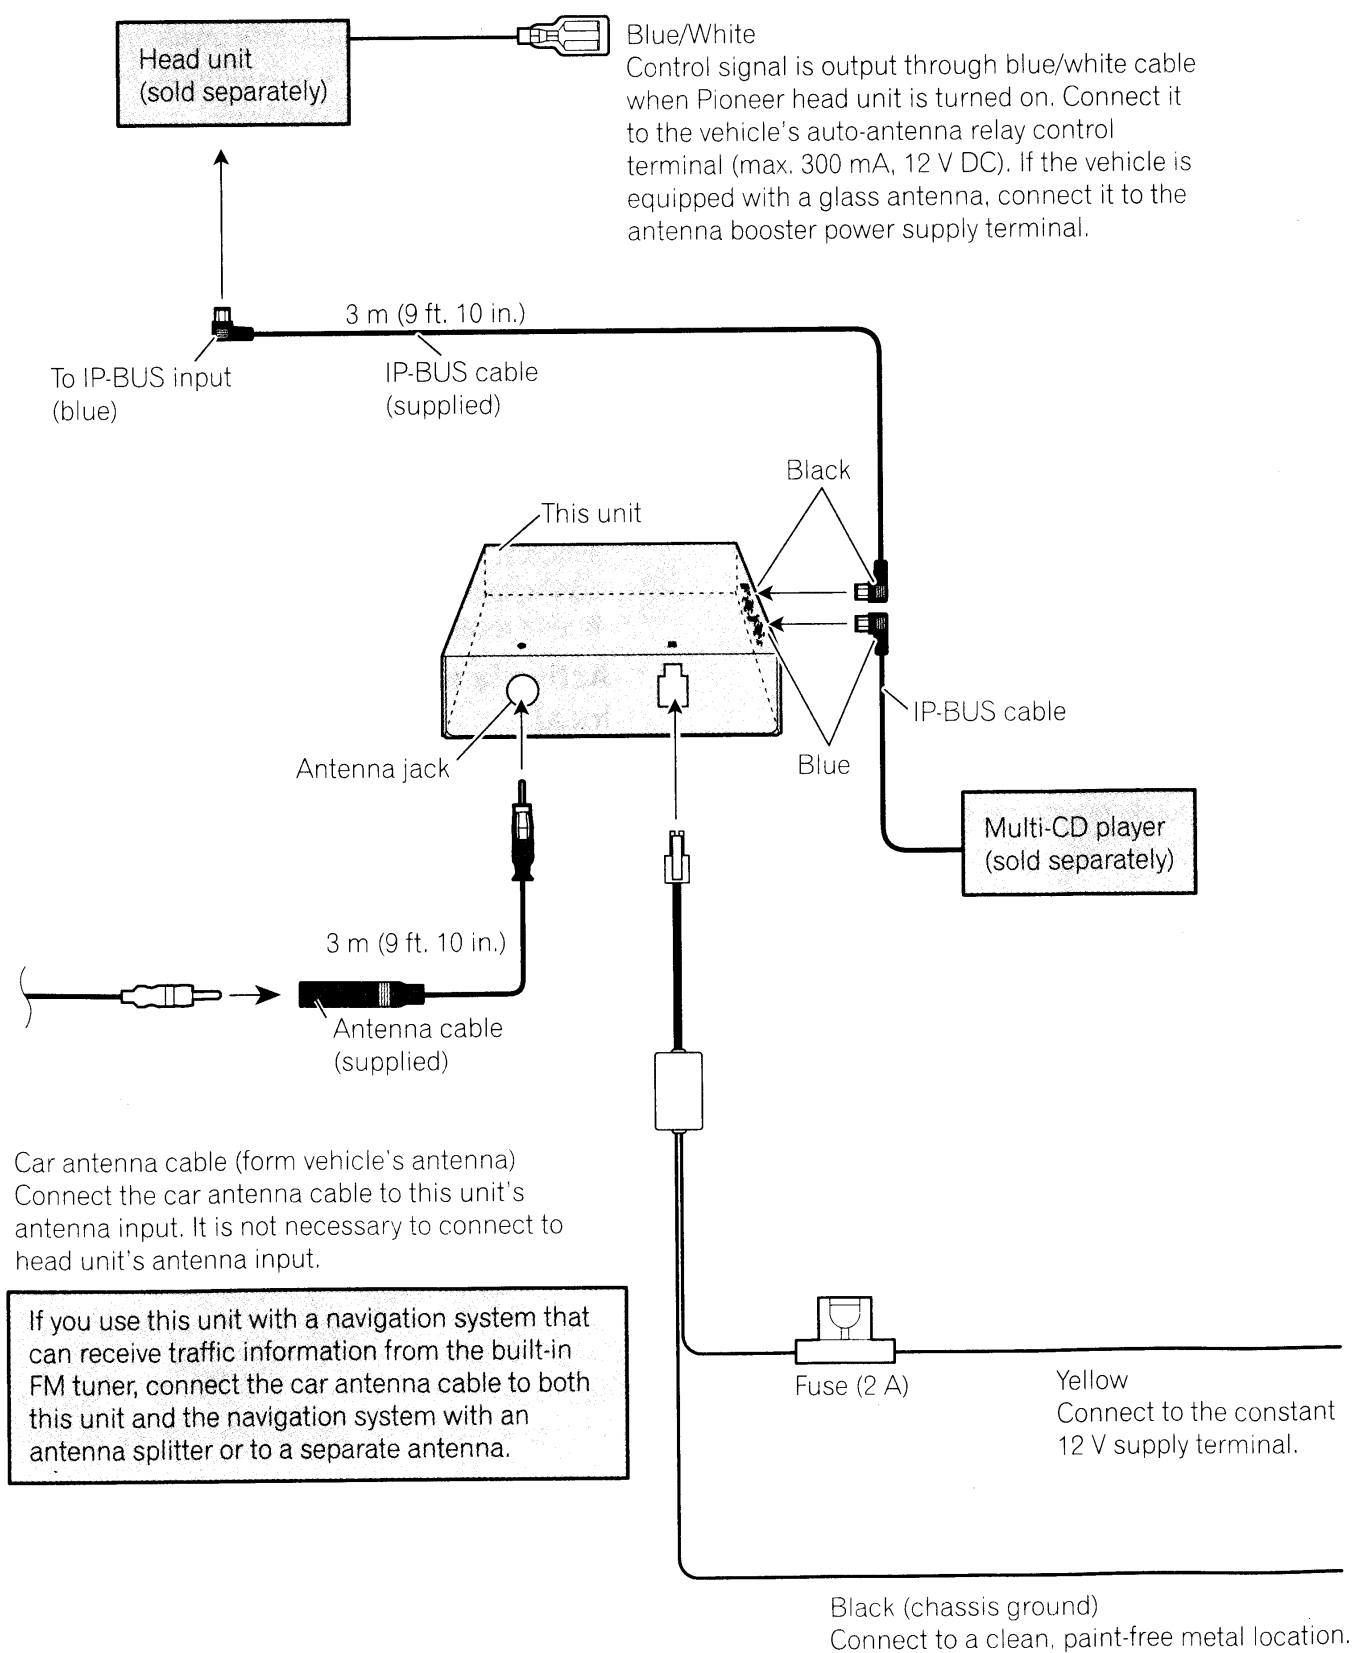 Head unit
(sold separately)
Blue/White
Control signal is output through blue/white cable
when Pioneer head unit is turned on. Connect it
to the vehicle's auto-antenna relay control
terminal (max. 300 mA, 12 V DC). If the vehicle is
equipped with a glass antenna, connect it to the
antenna booster power supply terminal.
3 m (9 ft. 10 in.)
To IP-BUS input
(blue)
IP-BUS cable
(supplied)
Black
This unit
IP-BUS cable
Blue
Antenna jack
Multi-CD player
(sold separately)
3 m (9 ft. 10 in.)
Antenna cable
(supplied)
Car antenna cable (form vehicle's antenna)
Connect the car antenna cable to this unit's
antenna input. It is not necessary to connect to
head unit's antenna input.
If you use this unit with a navigation system that
can receive traffic information from the built-in
FM tuner, connect the car antenna cable to both
this unit and the navigation system with an
antenna splitter or to a separate antenna.
Fuse (2 A)
Yellow
Connect to the constant
12 V supply terminal.
Black (chassis ground)
Connect to a clean, paint-free metal location.